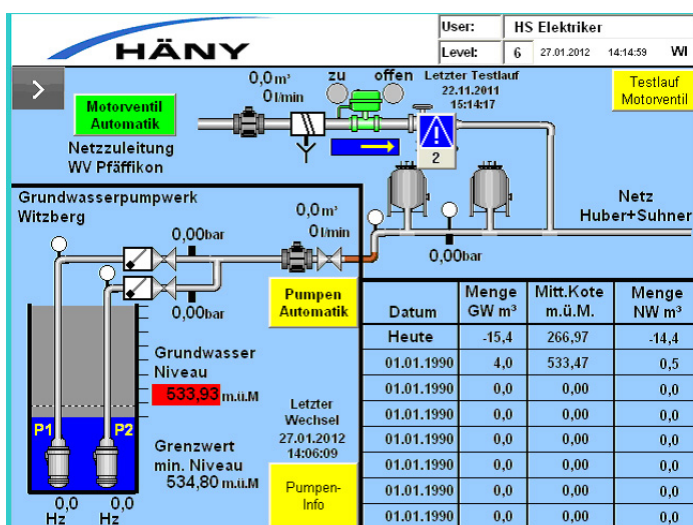 HÄNY
User: HS Elektriker
Level: 6 27.01.2012 14:14:59 WI
>
Motorventil
Automatik
Netzzuleitung
WV Pfäffikon
0,0 m³
0 l/min
zu offen
Letzter Testlauf
22.11.2011
15:14:17
Testlauf
Motorventil
2
Grundwasserpumpwerk
Witzberg
0,0 m³
0 l/min
Netz
Huber+Suhner
0,00bar
0,00bar
0,00bar
Pumpen
Automatik
Grundwasser
Niveau
533,93 m.ü.M
Grenzwert
min. Niveau
534,80 m.ü.M
Letzter
Wechsel
27.01.2012
14:06:09
Pumpen-
Info
P1 P2
0,0 0,0
Hz Hz
Datum Menge GW m³ Mitt.Kote m.ü.M. Menge NW m³
Heute -15,4 266,97 -14,4
01.01.1990 4,0 533,47 0,5
01.01.1990 0,0 0,00 0,0
01.01.1990 0,0 0,00 0,0
01.01.1990 0,0 0,00 0,0
01.01.1990 0,0 0,00 0,0
01.01.1990 0,0 0,00 0,0
01.01.1990 0,0 0,00 0,0